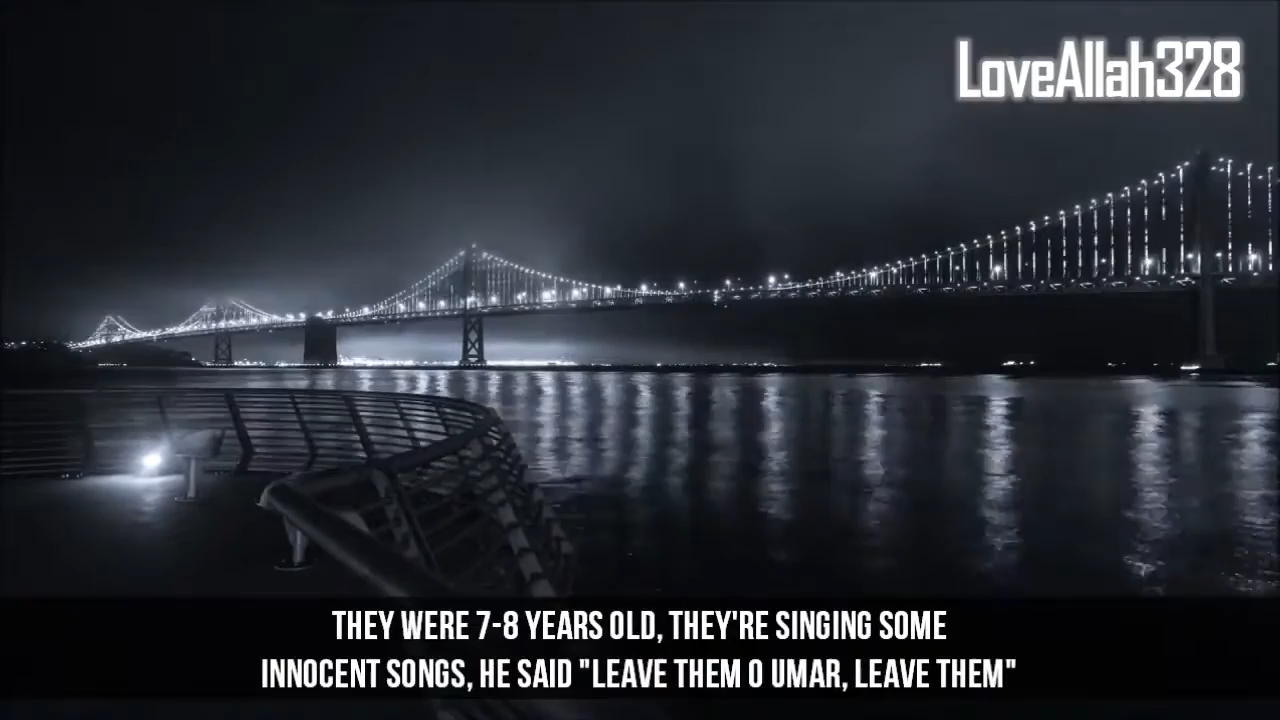 LoveAllah328
THEY WERE 7-8 YEARS OLD, THEY'RE SINGING SOME
INNOCENT SONGS, HE SAID "LEAVE THEM O UMAR, LEAVE THEM"